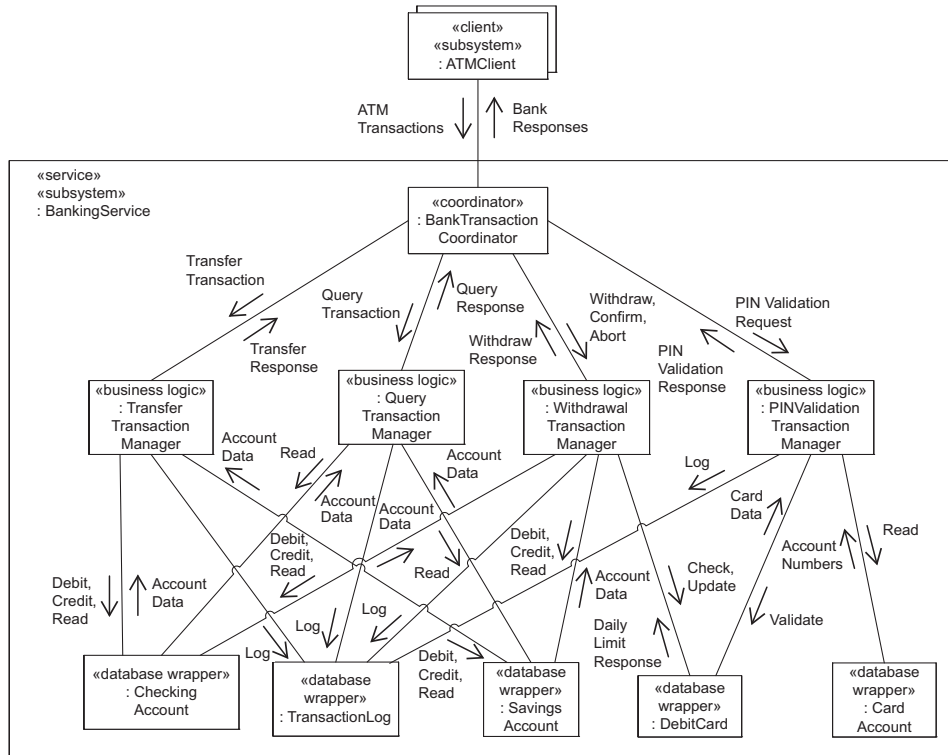 «client»
«subsystem»
: ATMClient
ATM
Transactions
Bank
Responses
«service»
«subsystem»
: BankingService
«coordinator»
: BankTransaction
Coordinator
Transfer
Transaction
Query
Transaction
Query
Response
Withdraw,
Confirm,
Abort
PIN Validation
Request
Transfer
Response
Withdraw
Response
PIN
Validation
Response
«business logic»
: Transfer
Transaction
Manager
«business logic»
: Query
Transaction
Manager
«business logic»
: Withdrawal
Transaction
Manager
«business logic»
: PINValidation
Transaction
Manager
Account
Data
Read
Account
Data
Account
Data
Account
Data
Log
Card
Data
Debit,
Credit,
Read
Account
Data
Debit,
Credit,
Read
Read
Debit,
Credit,
Read
Account
Data
Check,
Update
Account
Numbers
Read
Log
Log
Log
Debit,
Credit,
Read
Daily
Limit
Response
Validate
«database wrapper»
: Checking
Account
«database
wrapper»
: TransactionLog
«database
wrapper»
: Savings
Account
«database
wrapper»
: DebitCard
«database
wrapper»
: Card
Account